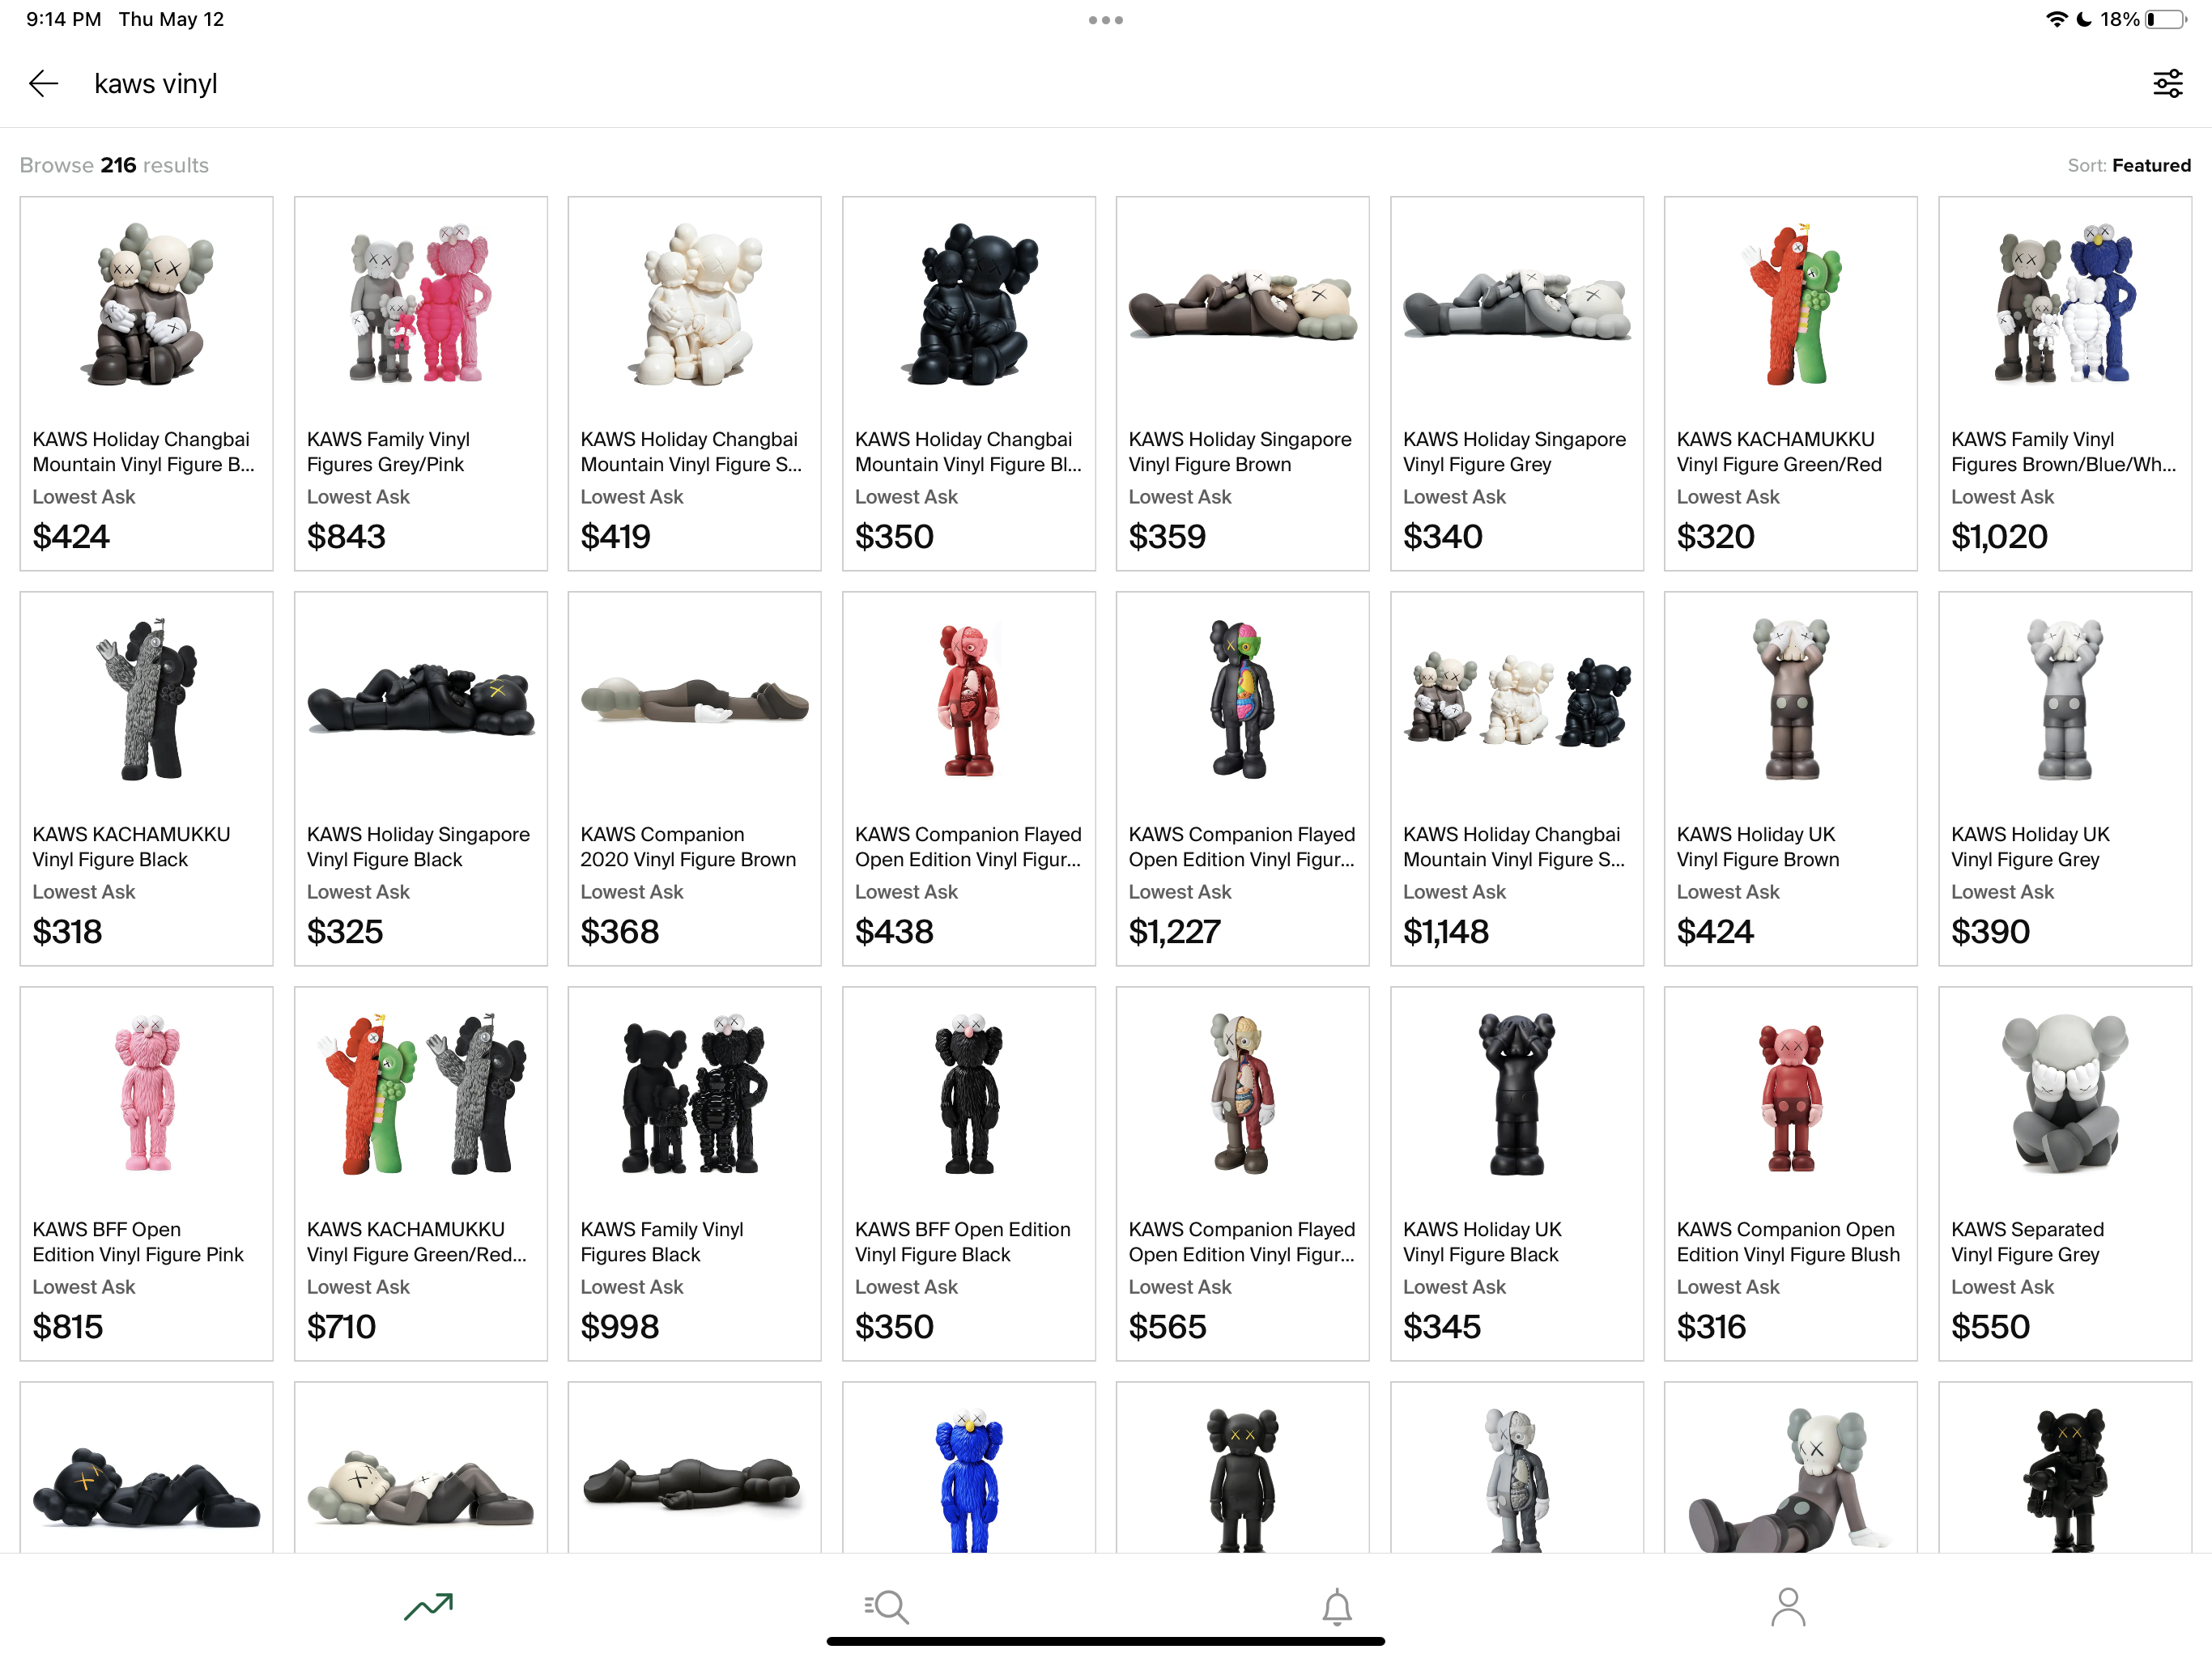 9:14 PM Thu May 12
18%
kaws vinyl
Browse 216 results
Sort: Featured
KAWS Holiday Changbai
Mountain Vinyl Figure B...
Lowest Ask
$424
KAWS Family Vinyl
Figures Grey/Pink
Lowest Ask
$843
KAWS Holiday Changbai
Mountain Vinyl Figure S...
Lowest Ask
$419
KAWS Holiday Changbai
Mountain Vinyl Figure Bl...
Lowest Ask
$350
KAWS Holiday Singapore
Vinyl Figure Brown
Lowest Ask
$359
KAWS Holiday Singapore
Vinyl Figure Grey
Lowest Ask
$340
KAWS KACHAMUKKU
Vinyl Figure Green/Red
Lowest Ask
$320
KAWS Family Vinyl
Figures Brown/Blue/Wh...
Lowest Ask
$1,020
KAWS KACHAMUKKU
Vinyl Figure Black
Lowest Ask
$318
KAWS Holiday Singapore
Vinyl Figure Black
Lowest Ask
$325
KAWS Companion
2020 Vinyl Figure Brown
Lowest Ask
$368
KAWS Companion Flayed
Open Edition Vinyl Figur...
Lowest Ask
$438
KAWS Companion Flayed
Open Edition Vinyl Figur...
Lowest Ask
$1,227
KAWS Holiday Changbai
Mountain Vinyl Figure S...
Lowest Ask
$1,148
KAWS Holiday UK
Vinyl Figure Brown
Lowest Ask
$424
KAWS Holiday UK
Vinyl Figure Grey
Lowest Ask
$390
KAWS BFF Open
Edition Vinyl Figure Pink
Lowest Ask
$815
KAWS KACHAMUKKU
Vinyl Figure Green/Red...
Lowest Ask
$710
KAWS Family Vinyl
Figures Black
Lowest Ask
$998
KAWS BFF Open Edition
Vinyl Figure Black
Lowest Ask
$350
KAWS Companion Flayed
Open Edition Vinyl Figur...
Lowest Ask
$565
KAWS Holiday UK
Vinyl Figure Black
Lowest Ask
$345
KAWS Companion Open
Edition Vinyl Figure Blush
Lowest Ask
$316
KAWS Separated
Vinyl Figure Grey
Lowest Ask
$550